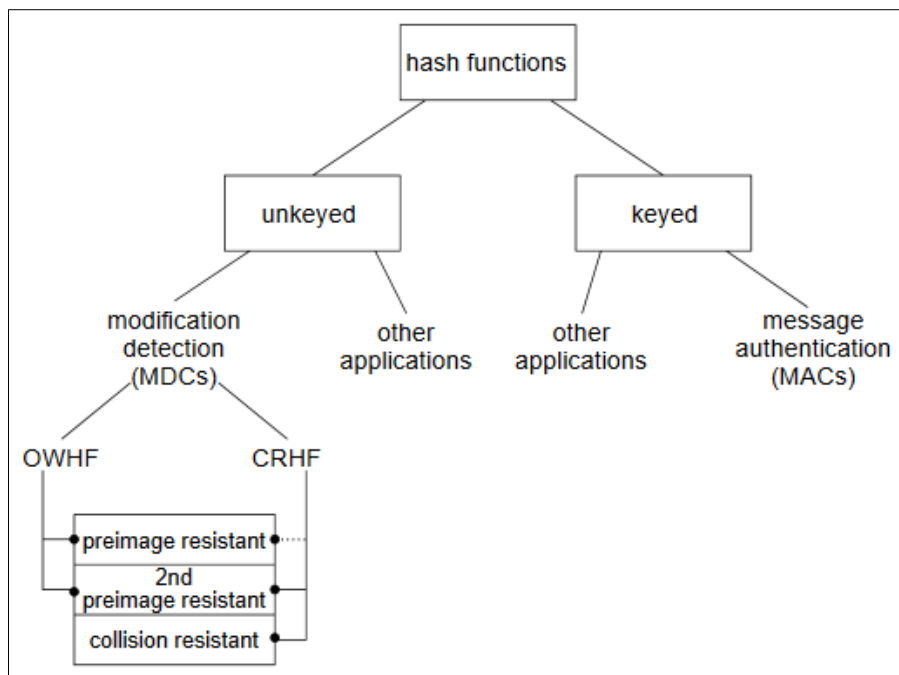 hash functions
unkeyed
keyed
modification
detection
(MDCs)
other
applications
other
applications
message
authentication
(MACs)
OWHF
CRHF
preimage resistant
2nd
preimage resistant
collision resistant